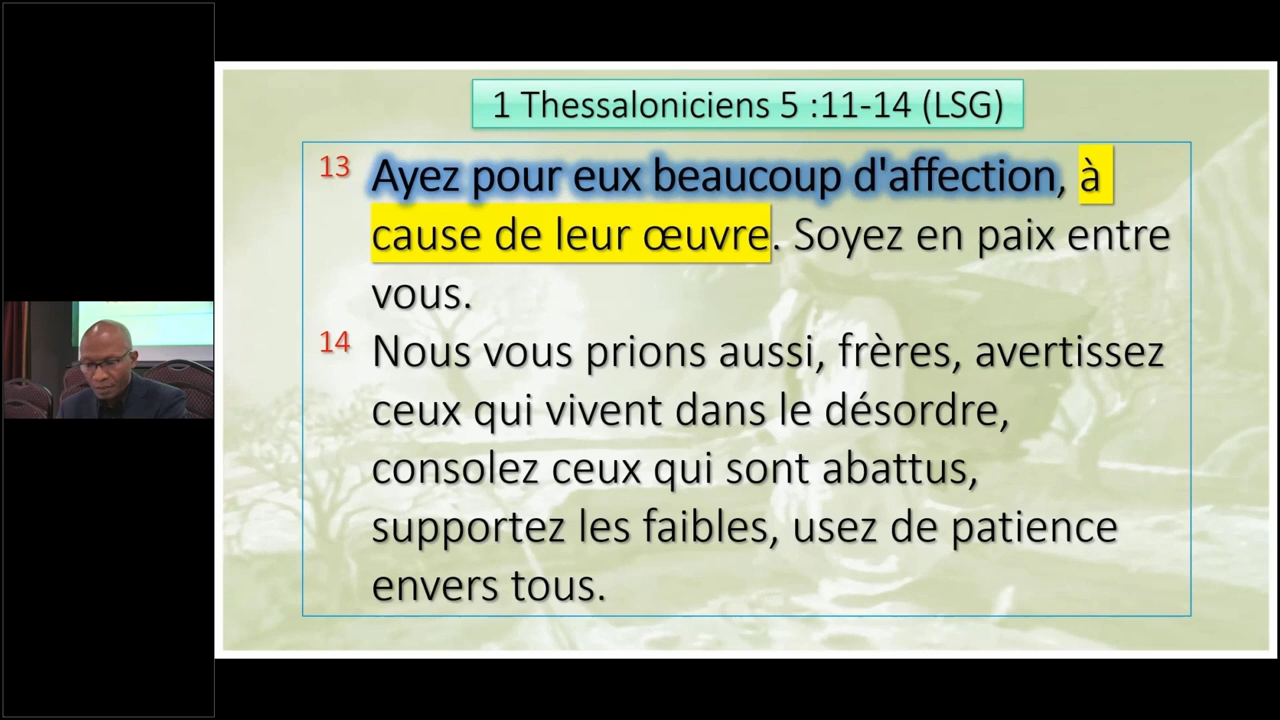 1 Thessaloniciens 5 :11-14 (LSG)
13 Ayez pour eux beaucoup d'affection, à
cause de leur œuvre. Soyez en paix entre
vous.
14 Nous vous prions aussi, frères, avertissez
ceux qui vivent dans le désordre,
consolez ceux qui sont abattus,
supportez les faibles, usez de patience
envers tous.